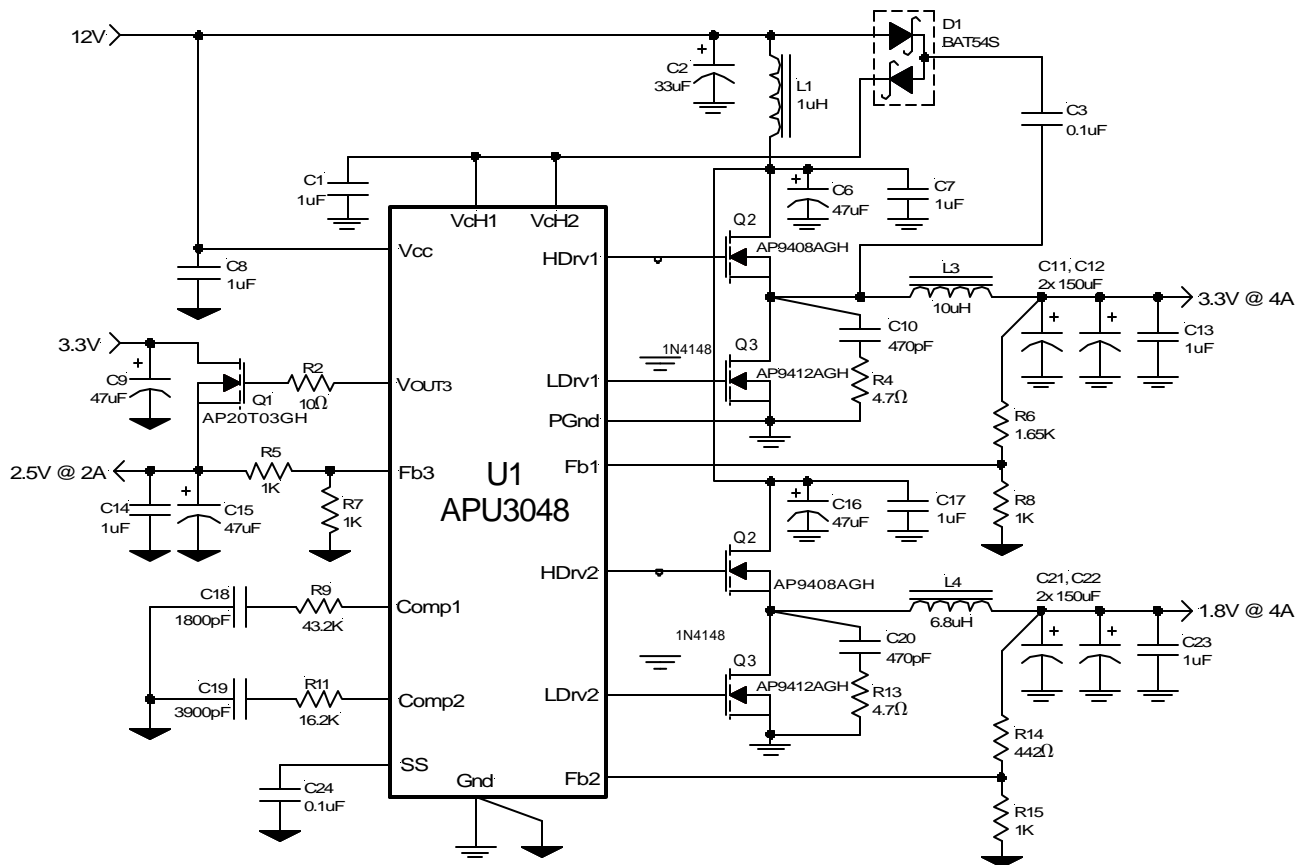 12V
+
C2
33uF
L1
1uH
D1
BAT54S
C3
0.1uF
C1
1uF
VcH1
VcH2
+
C6
47uF
C7
1uF
Vcc
C8
1uF
HDrv1
Q2
AP9408AGH
L3
10uH
C11, C12
2x 150uF
3.3V @ 4A
+
+
C13
1uF
3.3V
+
C9
47uF
Q1
AP20T03GH
R2
10Ω
VOUT3
LDrv1
1N4148
Q3
AP9412AGH
C10
470pF
R4
4.7Ω
PGnd
R6
1.65K
2.5V @ 2A
R5
1K
Fb3
U1
APU3048
Fb1
C14
1uF
+
C15
47uF
R7
1K
+
C16
47uF
C17
1uF
R8
1K
HDrv2
Q2
AP9408AGH
L4
6.8uH
C21, C22
2x 150uF
1.8V @ 4A
+
+
C23
1uF
C18
1800pF
R9
43.2K
Comp1
1N4148
C20
470pF
C19
3900pF
R11
16.2K
Comp2
LDrv2
Q3
AP9412AGH
R13
4.7Ω
R14
442Ω
SS
C24
0.1uF
Gnd
Fb2
R15
1K